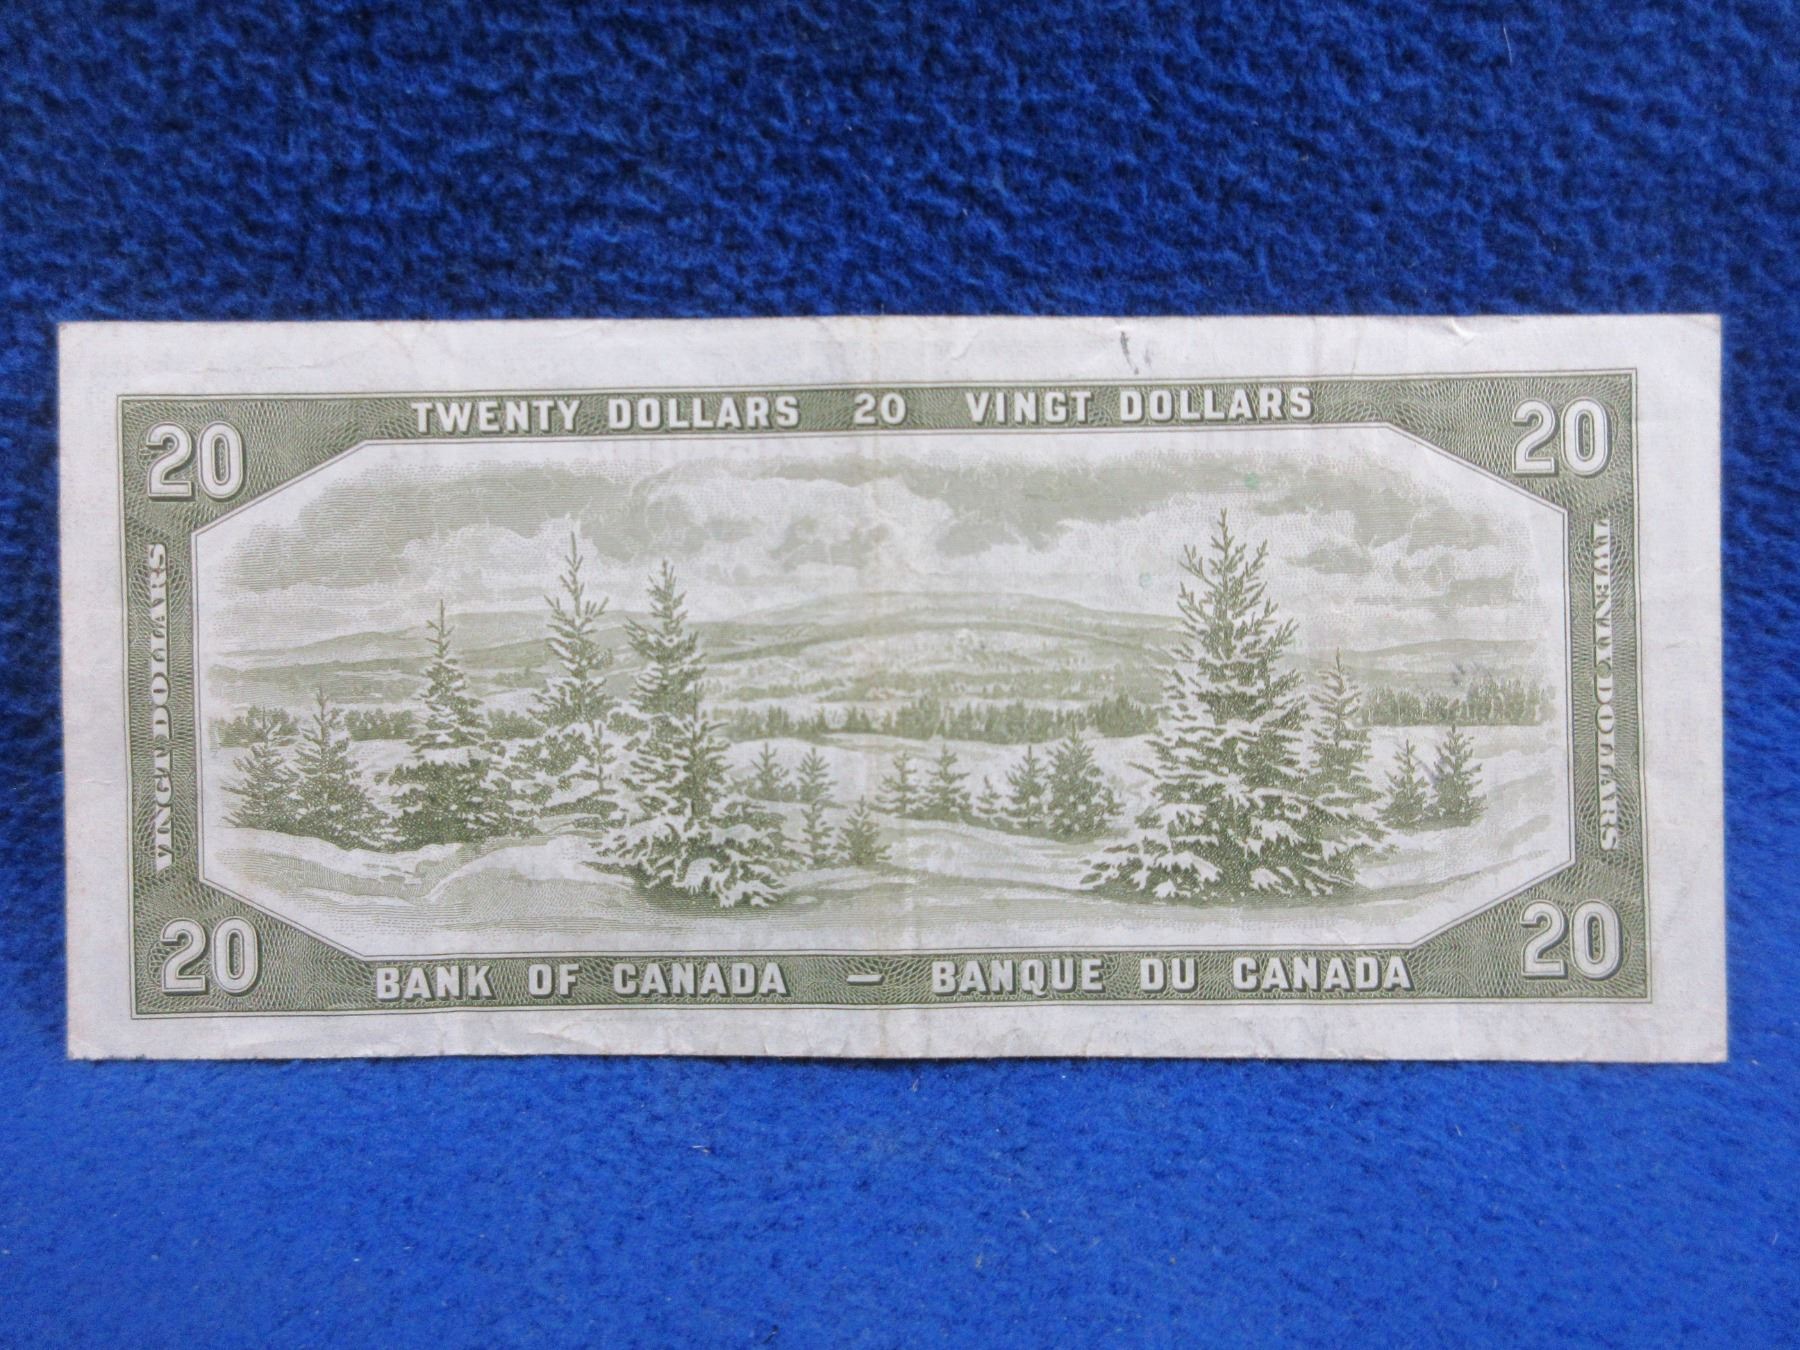 TWENTY DOLLARS 20 VINGT DOLLARS
20
20
VINGT DOLLARS
TWENTY DOLLARS
20
20
BANK OF CANADA — BANQUE DU CANADA